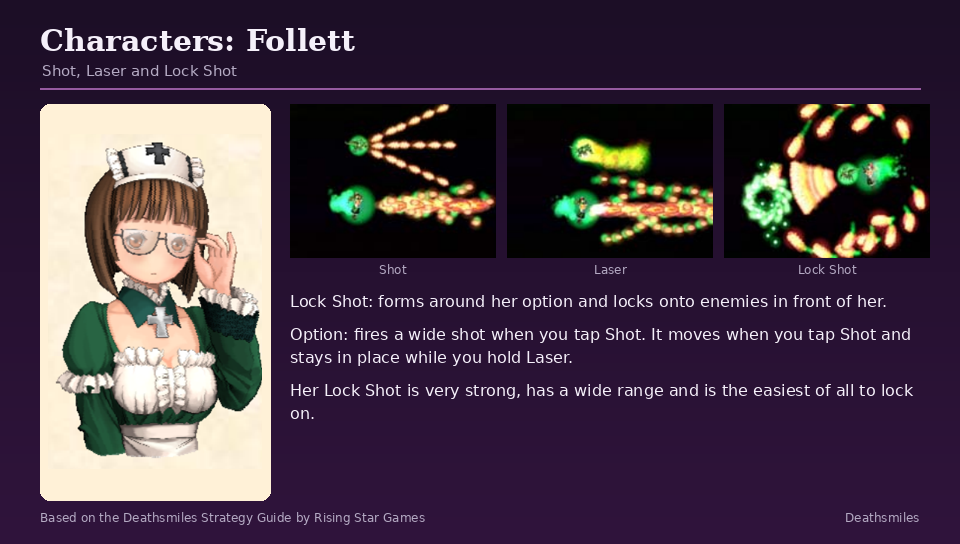 Characters: Follett
Shot, Laser and Lock Shot
Shot
Laser
Lock Shot
Lock Shot: forms around her option and locks onto enemies in front of her.
Option: fires a wide shot when you tap Shot. It moves when you tap Shot and
stays in place while you hold Laser.
Her Lock Shot is very strong, has a wide range and is the easiest of all to lock
on.
Based on the Deathsmiles Strategy Guide by Rising Star Games
Deathsmiles